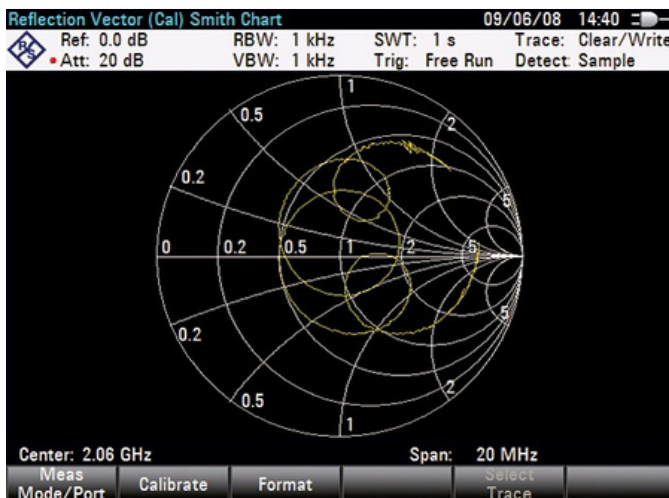 Reflection Vector (Cal) Smith Chart 09/06/08 14:40
R&S Ref: 0.0 dB RBW: 1 kHz SWT: 1 s Trace: Clear/Write
Att: 20 dB VBW: 1 kHz Trig: Free Run Detect: Sample
1
0.5 2
0.2 5
0 0.2 0.5 1 2 5
0.2 5
0.5 2
1
Center: 2.06 GHz Span: 20 MHz
Meas Mode/Port Calibrate Format Select Trace